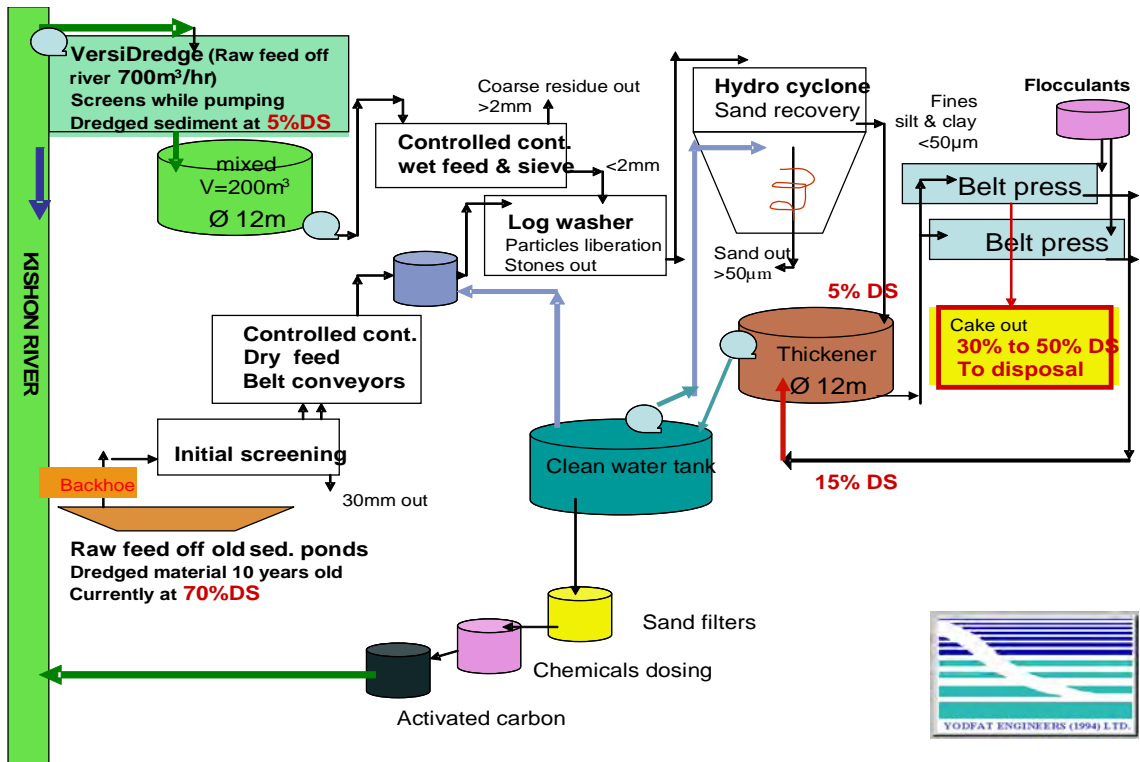 VersiDredge (Raw feed off
river 700m³/hr)
Screens while pumping
Dredged sediment at 5%DS
mixed
V=200m³
Ø 12m
KISHON RIVER
Coarse residue out
>2mm
Controlled cont.
wet feed & sieve
<2mm
Log washer
Particles liberation
Stones out
Hydro cyclone
Sand recovery
Sand out
>50µm
Fines
silt & clay
<50µm
Flocculants
Belt press
Belt press
5% DS
Thickener
Ø 12m
Cake out
30% to 50% DS
To disposal
15% DS
Controlled cont.
Dry feed
Belt conveyors
Initial screening
30mm out
Backhoe
Raw feed off old sed. ponds
Dredged material 10 years old
Currently at 70%DS
Clean water tank
Sand filters
Chemicals dosing
Activated carbon
YODFAT ENGINEERS (1994) LTD.